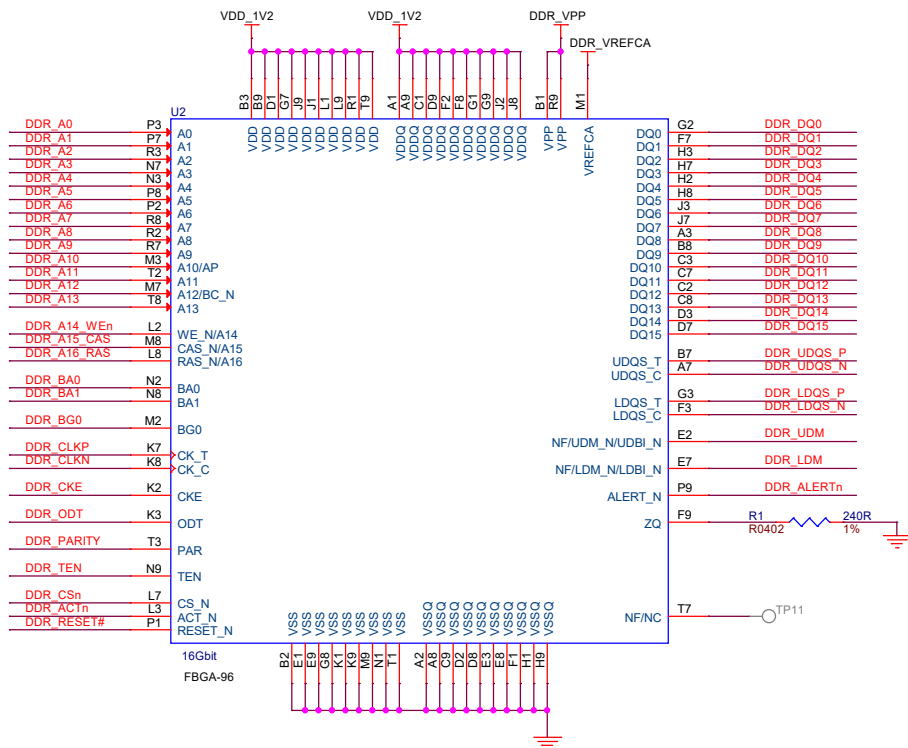 VDD_1V2 VDD_1V2 DDR_VPP
DDR_VREFCA
B3 B9 D1 G7 J9 J1 L1 L9 R1 T9 A1 A9 C1 D9 F2 F8 G1 G9 J2 J8 B1 R9 M1
U2
VDD VDD VDD VDD VDD VDD VDD VDD VDD VDD VDDQ VDDQ VDDQ VDDQ VDDQ VDDQ VDDQ VDDQ VDDQ VDDQ VPP VPP VREFCA
DDR_A0 P3 A0
DDR_A1 P7 A1
DDR_A2 R3 A2
DDR_A3 N7 A3
DDR_A4 N3 A4
DDR_A5 P8 A5
DDR_A6 P2 A6
DDR_A7 R8 A7
DDR_A8 R2 A8
DDR_A9 R7 A9
DDR_A10 M3 A10/AP
DDR_A11 T2 A11
DDR_A12 M7 A12/BC_N
DDR_A13 T8 A13
DDR_A14_WEn L2 WE_N/A14
DDR_A15_CAS M8 CAS_N/A15
DDR_A16_RAS L8 RAS_N/A16
DDR_BA0 N2 BA0
DDR_BA1 N8 BA1
DDR_BG0 M2 BG0
DDR_CLKP K7 CK_T
DDR_CLKN K8 CK_C
DDR_CKE K2 CKE
DDR_ODT K3 ODT
DDR_PARITY T3 PAR
DDR_TEN N9 TEN
DDR_CSn L7 CS_N
DDR_ACTn L3 ACT_N
DDR_RESET# P1 RESET_N
DQ0 G2 DDR_DQ0
DQ1 F7 DDR_DQ1
DQ2 H3 DDR_DQ2
DQ3 H7 DDR_DQ3
DQ4 H2 DDR_DQ4
DQ5 H8 DDR_DQ5
DQ6 J3 DDR_DQ6
DQ7 J7 DDR_DQ7
DQ8 A3 DDR_DQ8
DQ9 B8 DDR_DQ9
DQ10 C3 DDR_DQ10
DQ11 C7 DDR_DQ11
DQ12 C2 DDR_DQ12
DQ13 C8 DDR_DQ13
DQ14 D3 DDR_DQ14
DQ15 D7 DDR_DQ15
UDQS_T B7 DDR_UDQS_P
UDQS_C A7 DDR_UDQS_N
LDQS_T G3 DDR_LDQS_P
LDQS_C F3 DDR_LDQS_N
NF/UDM_N/UDBI_N E2 DDR_UDM
NF/LDM_N/LDBI_N E7 DDR_LDM
ALERT_N P9 DDR_ALERTn
ZQ F9 R1 240R
R0402 1%
NF/NC T7 TP11
VSS VSS VSS VSS VSS VSS VSS VSS VSS VSSQ VSSQ VSSQ VSSQ VSSQ VSSQ VSSQ VSSQ VSSQ VSSQ
16Gbit
FBGA-96
B2 E1 E9 G8 K1 K9 M9 N1 T1 A2 A8 C9 D2 D8 E3 E8 F1 H1 H9